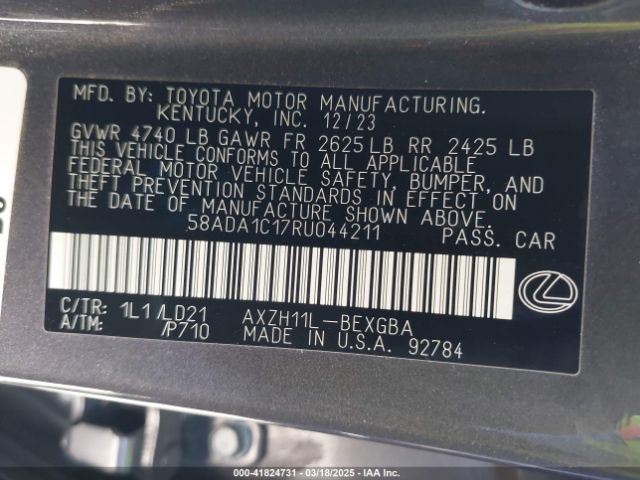 MFD. BY: TOYOTA MOTOR MANUFACTURING.
KENTUCKY, INC. 12/23
GVWR 4740 LB GAWR FR 2625 LB RR 2425 LB
THIS VEHICLE CONFORMS TO ALL APPLICABLE
FEDERAL MOTOR VEHICLE SAFETY, BUMPER, AND
THEFT PREVENTION STANDARDS IN EFFECT ON
THE DATE OF MANUFACTURE SHOWN ABOVE.
58ADA1C17RU044211 PASS. CAR
C/TR: 1L1/LD21 AXZH11L-BEXGBA
A/TM: /P710 MADE IN U.S.A. 92784
00-41824731 - 03/18/2025 - IAA Inc.